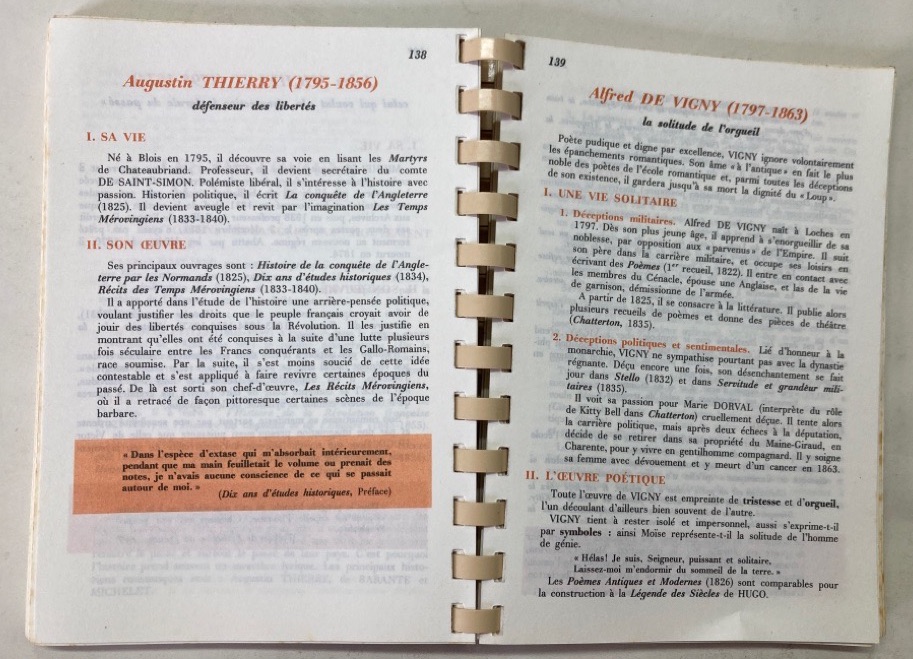 138
Augustin THIERRY (1795-1856)
défenseur des libertés
I. SA VIE
Né à Blois en 1795, il découvre sa voie en lisant les Martyrs
de Chateaubriand. Professeur, il devient secrétaire du comte
DE SAINT-SIMON. Polémiste libéral, il s'intéresse à l'histoire avec
passion. Historien politique, il écrit La conquête de l'Angleterre
(1825). Il devient aveugle et revit par l'imagination Les Temps
Mérovingiens (1833-1840).
II. SON ŒUVRE
Ses principaux ouvrages sont : Histoire de la conquête de l'Angle-
terre par les Normands (1825), Dix ans d'études historiques (1834),
Récits des Temps Mérovingiens (1833-1840).
Il a apporté dans l'étude de l'histoire une arrière-pensée politique,
voulant justifier les droits que le peuple français croyait avoir de
jouir des libertés conquises sous la Révolution. Il les justifie en
montrant qu'elles ont été conquises à la suite d'une lutte plusieurs
fois séculaire entre les Francs conquérants et les Gallo-Romains,
race soumise. Par la suite, il s'est moins soucié de cette idée
contestable et s'est appliqué à faire revivre certaines époques du
passé. De là est sorti son chef-d'œuvre, Les Récits Mérovingiens,
où il a retracé de façon pittoresque certaines scènes de l'époque
barbare.
« Dans l'espèce d'extase qui m'absorbait intérieurement,
pendant que ma main feuilletait le volume ou prenait des
notes, je n'avais aucune conscience de ce qui se passait
autour de moi. »
(Dix ans d'études historiques, Préface)
139
Alfred DE VIGNY (1797-1863)
la solitude de l'orgueil
Poète pudique et digne par excellence, VIGNY ignore volontairement
les épanchements romantiques. Son âme « à l'antique » en fait le plus
noble des poètes de l'école romantique et, parmi toutes les déceptions
de son existence, il gardera jusqu'à sa mort la dignité du « Loup ».
I. UNE VIE SOLITAIRE
1. Déceptions militaires. Alfred DE VIGNY naît à Loches en
1797. Dès son plus jeune âge, il apprend à s'enorgueillir de sa
noblesse, par opposition aux « parvenus » de l'Empire. Il suit
son père dans la carrière militaire, et occupe ses loisirs en
écrivant des Poèmes (1er recueil, 1822). Il entre en contact avec
les membres du Cénacle, épouse une Anglaise, et las de la vie
de garnison, démissionne de l'armée.
A partir de 1825, il se consacre à la littérature. Il publie alors
plusieurs recueils de poèmes et donne des pièces de théâtre
(Chatterton, 1835).
2. Déceptions politiques et sentimentales. Lié d'honneur à la
monarchie, VIGNY ne sympathise pourtant pas avec la dynastie
régnante. Déçu encore une fois, son désenchantement se fait
jour dans Stello (1832) et dans Servitude et grandeur mili-
taires (1835).
Il voit sa passion pour Marie DORVAL (interprète du rôle
de Kitty Bell dans Chatterton) cruellement déçue. Il tente alors
la carrière politique, mais après deux échecs à la députation,
décide de se retirer dans sa propriété du Maine-Giraud, en
Charente, pour y vivre en gentilhomme campagnard. Il y soigne
sa femme avec dévouement et y meurt d'un cancer en 1863.
II. L'ŒUVRE POÉTIQUE
Toute l'œuvre de VIGNY est empreinte de tristesse et d'orgueil,
l'un découlant d'ailleurs bien souvent de l'autre.
VIGNY tient à rester isolé et impersonnel, aussi s'exprime-t-il
par symboles : ainsi Moïse représente-t-il la solitude de l'homme
de génie.
« Hélas! Je suis, Seigneur, puissant et solitaire,
Laissez-moi m'endormir du sommeil de la terre. »
Les Poèmes Antiques et Modernes (1826) sont comparables pour
la construction à la Légende des Siècles de HUGO.